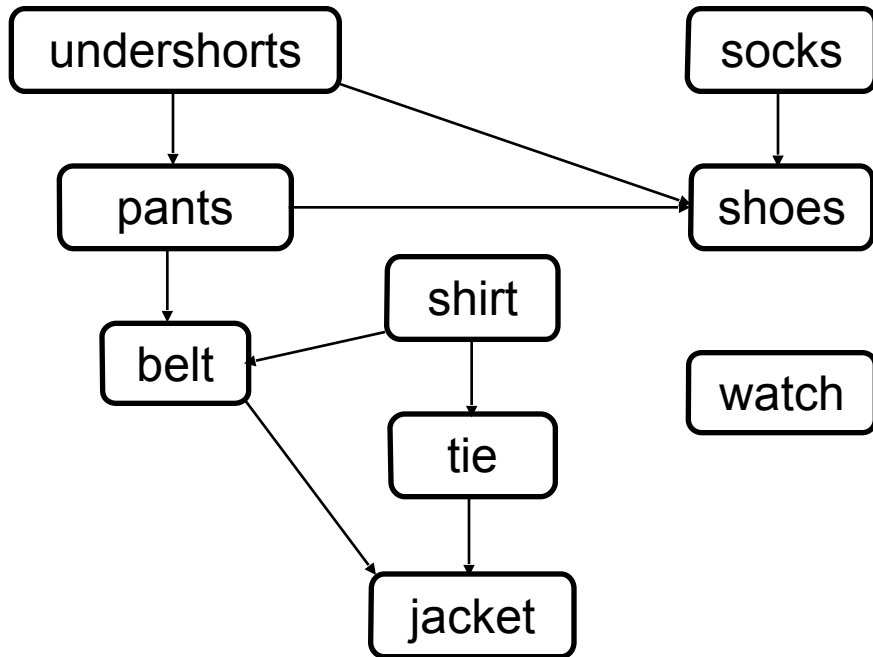 undershorts
socks
pants
shoes
shirt
belt
watch
tie
jacket